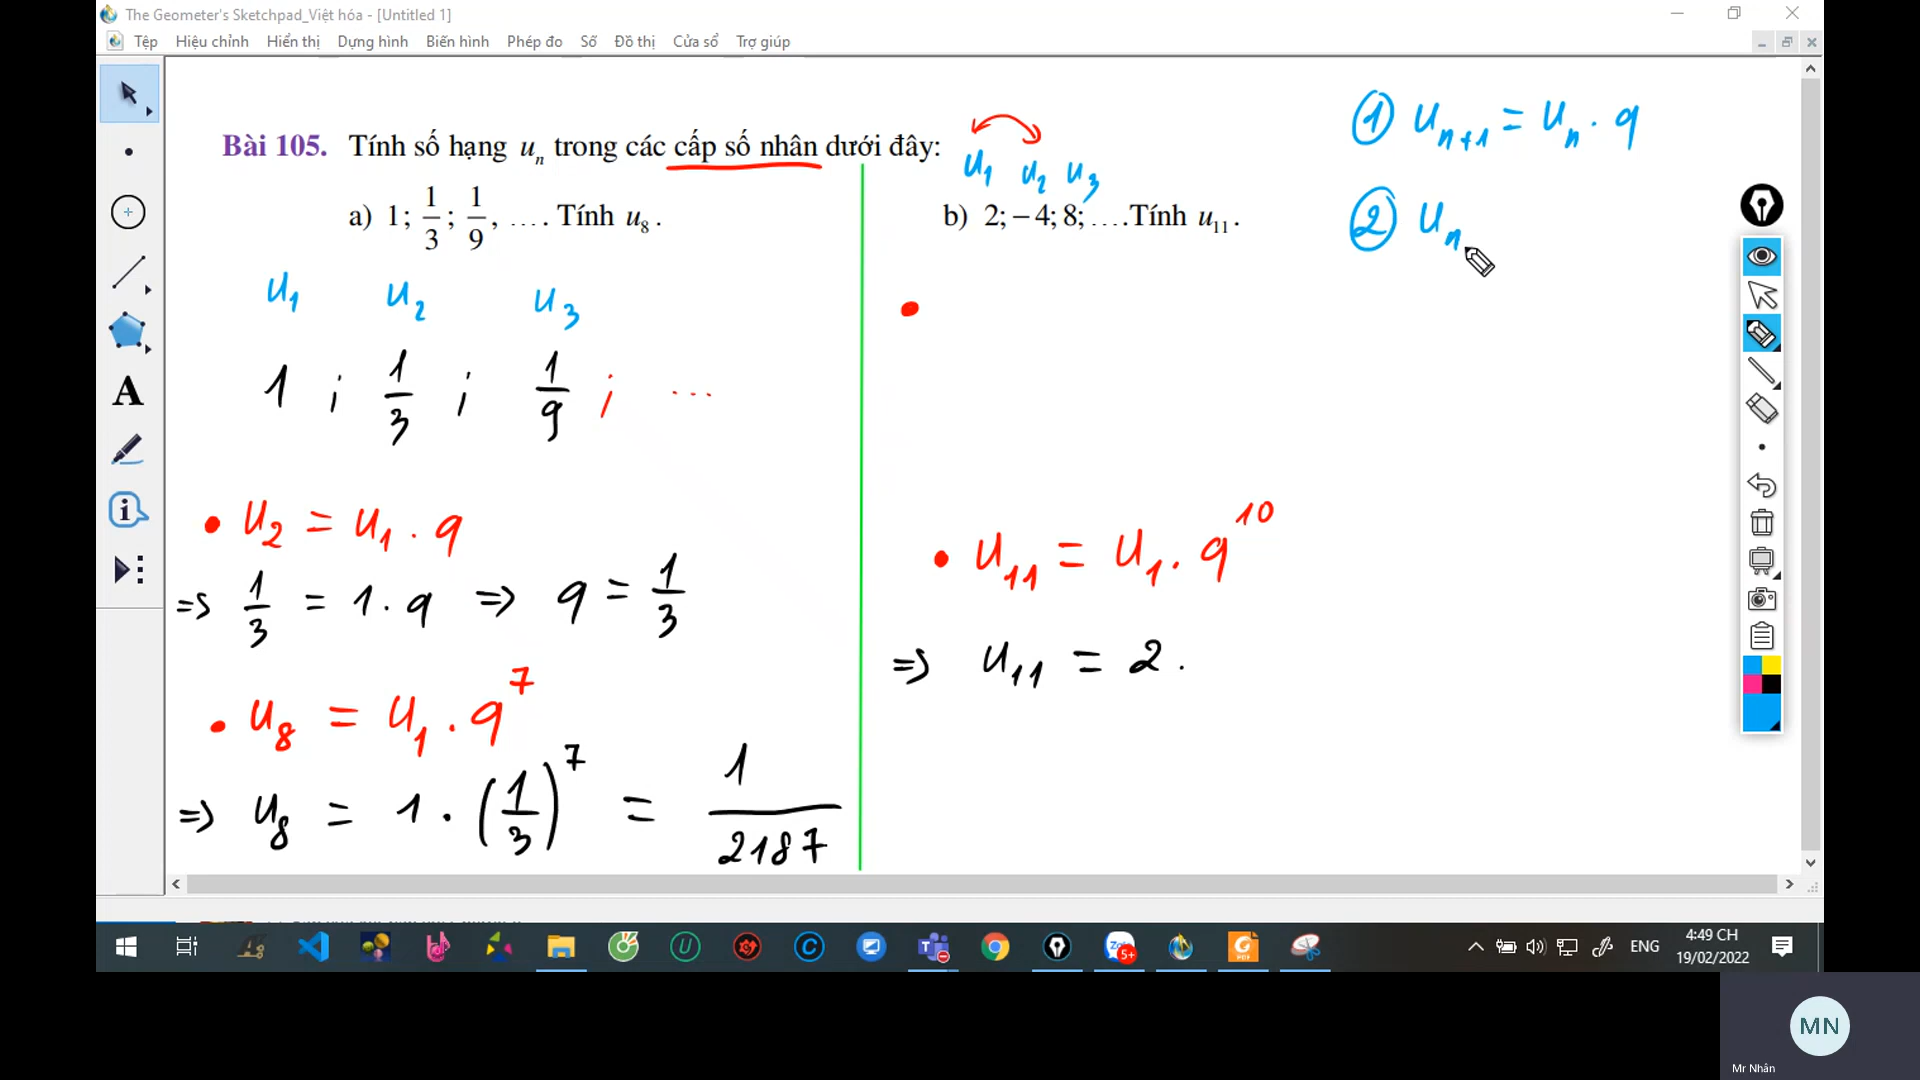 The Geometer's Sketchpad_Việt hóa - [Untitled 1]
Tệp Hiệu chỉnh Hiển thị Dựng hình Biến hình Phép đo Số Đồ thị Cửa sổ Trợ giúp
Bài 105. Tính số hạng uₙ trong các cấp số nhân dưới đây:
a) 1; 1/3; 1/9, .... Tính u₈.
u₁ u₂ u₃
b) 2; −4; 8; ....Tính u₁₁.
① uₙ₊₁ = uₙ . q
② uₙ
u₁ u₂ u₃
1 ; 1/3 ; 1/9 ; ...
• u₂ = u₁ . q
=> 1/3 = 1 . q => q = 1/3
• u₈ = u₁ . q⁷
=> u₈ = 1 . (1/3)⁷ = 1/2187
• u₁₁ = u₁ . q¹⁰
=> u₁₁ = 2 .
A
ENG
4:49 CH
19/02/2022
MN
Mr Nhân